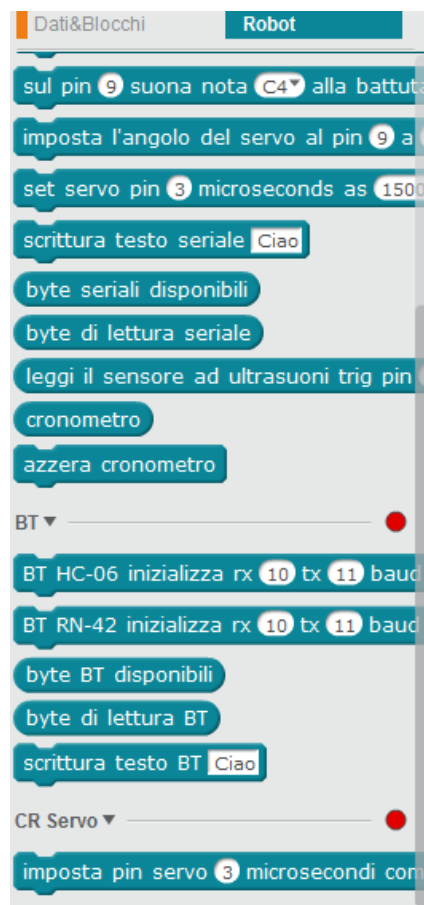 Dati&Blocchi Robot
sul pin 9 suona nota C4 alla battuta
imposta l'angolo del servo al pin 9 a
set servo pin 3 microseconds as 1500
scrittura testo seriale Ciao
byte seriali disponibili
byte di lettura seriale
leggi il sensore ad ultrasuoni trig pin
cronometro
azzera cronometro
BT
BT HC-06 inizializza rx 10 tx 11 baud
BT RN-42 inizializza rx 10 tx 11 baud
byte BT disponibili
byte di lettura BT
scrittura testo BT Ciao
CR Servo
imposta pin servo 3 microsecondi com